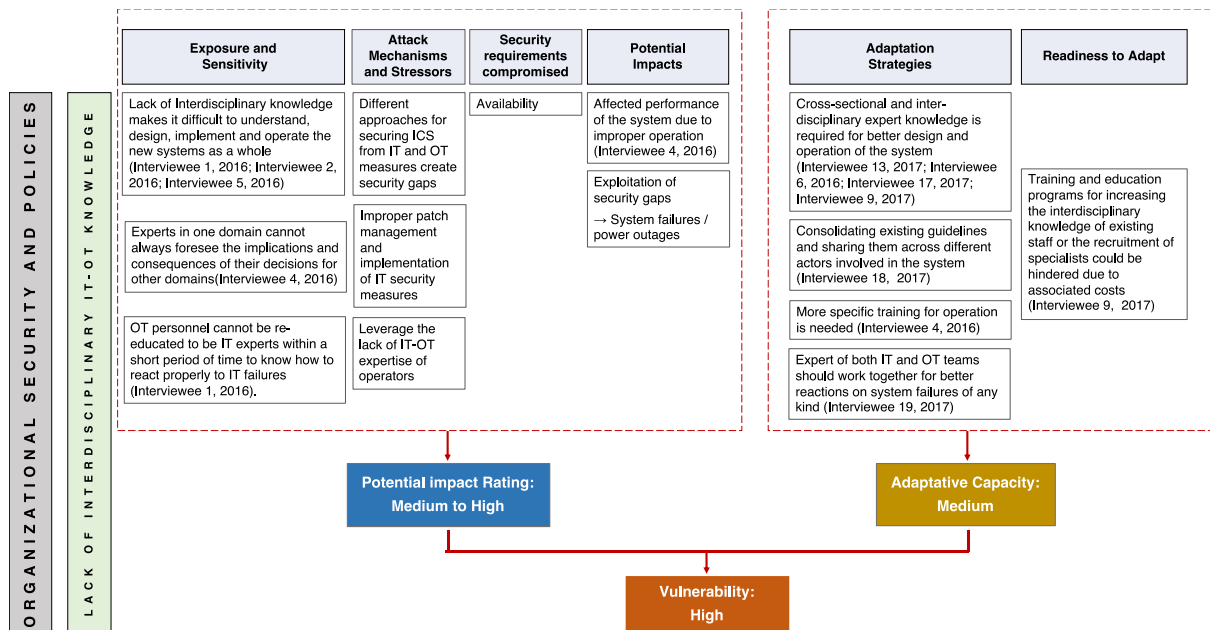 ORGANIZATIONAL SECURITY AND POLICIES
LACK OF INTERDISCIPLINARY IT-OT KNOWLEDGE
Exposure and
Sensitivity
Lack of Interdisciplinary knowledge
makes it difficult to understand,
design, implement and operate the
new systems as a whole
(Interviewee 1, 2016; Interviewee 2,
2016; Interviewee 5, 2016)
Experts in one domain cannot
always foresee the implications and
consequences of their decisions for
other domains(Interviewee 4, 2016)
OT personnel cannot be re-
educated to be IT experts within a
short period of time to know how to
react properly to IT failures
(Interviewee 1, 2016).
Attack
Mechanisms
and Stressors
Different
approaches for
securing ICS
from IT and OT
measures create
security gaps
Improper patch
management
and
implementation
of IT security
measures
Leverage the
lack of IT-OT
expertise of
operators
Security
requirements
compromised
Availability
Potential
Impacts
Affected performance
of the system due to
improper operation
(Interviewee 4, 2016)
Exploitation of
security gaps
→ System failures /
power outages
Adaptation
Strategies
Cross-sectional and inter-
disciplinary expert knowledge is
required for better design and
operation of the system
(Interviewee 13, 2017; Interviewee
6, 2016; Interviewee 17, 2017;
Interviewee 9, 2017)
Consolidating existing guidelines
and sharing them across different
actors involved in the system
(Interviewee 18, 2017)
More specific training for operation
is needed (Interviewee 4, 2016)
Expert of both IT and OT teams
should work together for better
reactions on system failures of any
kind (Interviewee 19, 2017)
Readiness to Adapt
Training and education
programs for increasing
the interdisciplinary
knowledge of existing
staff or the recruitment of
specialists could be
hindered due to
associated costs
(Interviewee 9, 2017)
Potential impact Rating:
Medium to High
Adaptative Capacity:
Medium
Vulnerability:
High